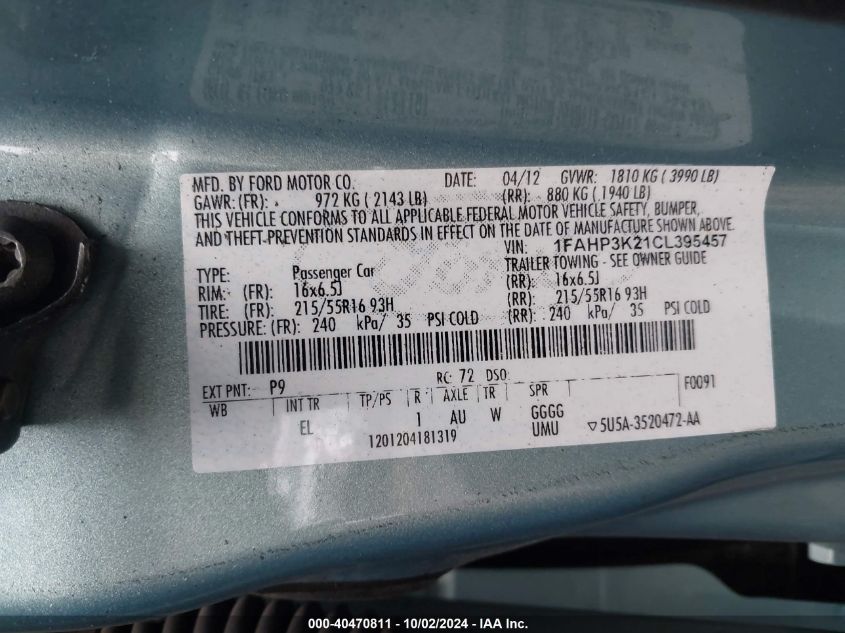 MFD. BY FORD MOTOR CO. DATE: 04/12 GVWR: 1810 KG ( 3990 LB)
GAWR: (FR): 972 KG ( 2143 LB) (RR): 880 KG ( 1940 LB)
THIS VEHICLE CONFORMS TO ALL APPLICABLE FEDERAL MOTOR VEHICLE SAFETY, BUMPER,
AND THEFT PREVENTION STANDARDS IN EFFECT ON THE DATE OF MANUFACTURE SHOWN ABOVE.
VIN: 1FAHP3K21CL395457
TYPE: Passenger Car TRAILER TOWING - SEE OWNER GUIDE
RIM: (FR): 16x6.5J (RR): 16x6.5J
TIRE: (FR): 215/55R16 93H (RR): 215/55R16 93H
PRESSURE: (FR): 240 kPa/ 35 PSI COLD (RR): 240 kPa/ 35 PSI COLD
EXT PNT: P9 RC: 72 DSO: F0091
WB INT TR TP/PS R AXLE TR SPR
EL 1 AU W GGGG
1201204181319 UMU ▽5U5A-3520472-AA
000-40470811 - 10/02/2024 - IAA Inc.